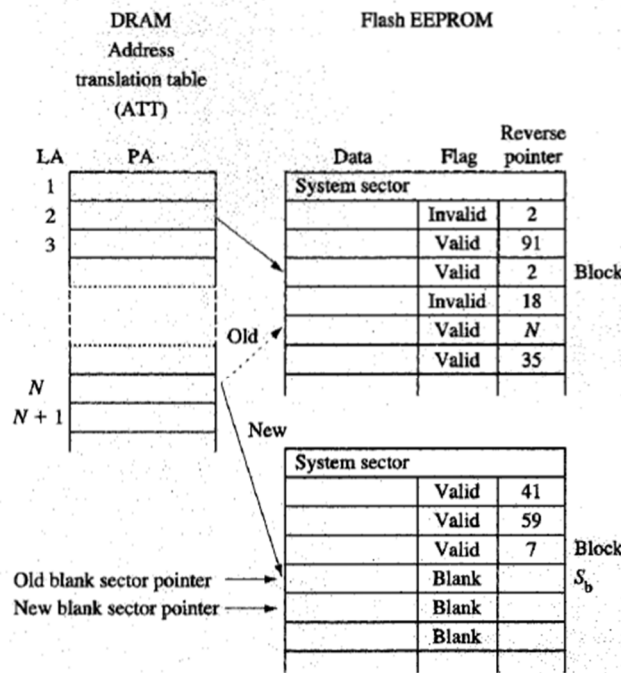 DRAM
Address
translation table
(ATT)
Flash EEPROM
LA PA
1
2
3
N
N + 1
Old
New
Data Flag Reverse pointer
System sector
Invalid 2
Valid 91
Valid 2 Block
Invalid 18
Valid N
Valid 35
System sector
Valid 41
Valid 59
Valid 7 Block
Old blank sector pointer Blank Sb
New blank sector pointer Blank
Blank